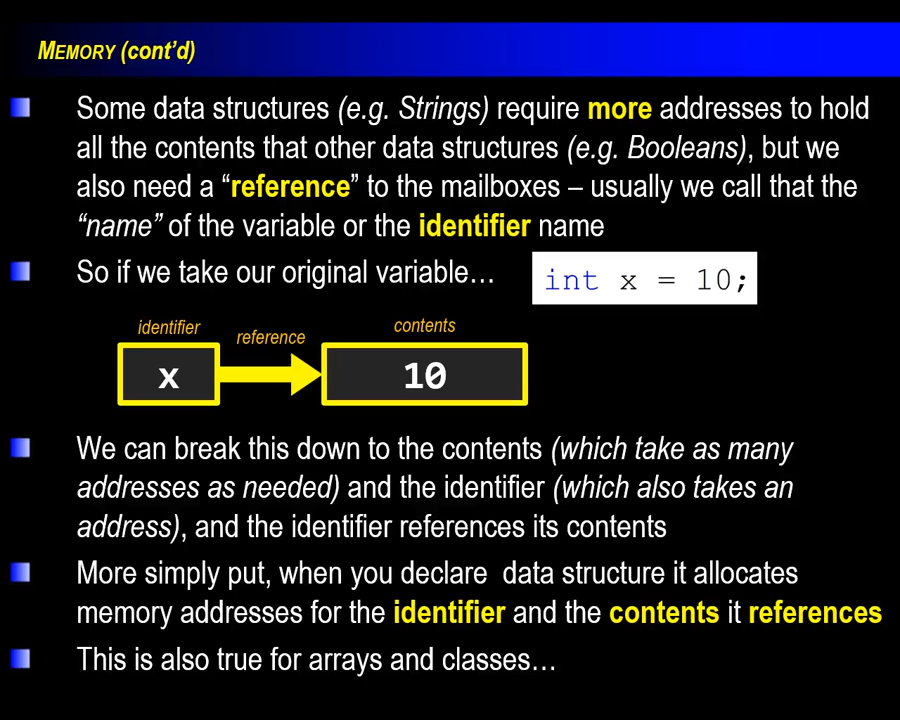 MEMORY (cont'd)
Some data structures (e.g. Strings) require more addresses to hold
all the contents that other data structures (e.g. Booleans), but we
also need a “reference” to the mailboxes – usually we call that the
“name” of the variable or the identifier name
So if we take our original variable…
int x = 10;
identifier
reference
contents
x
10
We can break this down to the contents (which take as many
addresses as needed) and the identifier (which also takes an
address), and the identifier references its contents
More simply put, when you declare  data structure it allocates
memory addresses for the identifier and the contents it references
This is also true for arrays and classes…